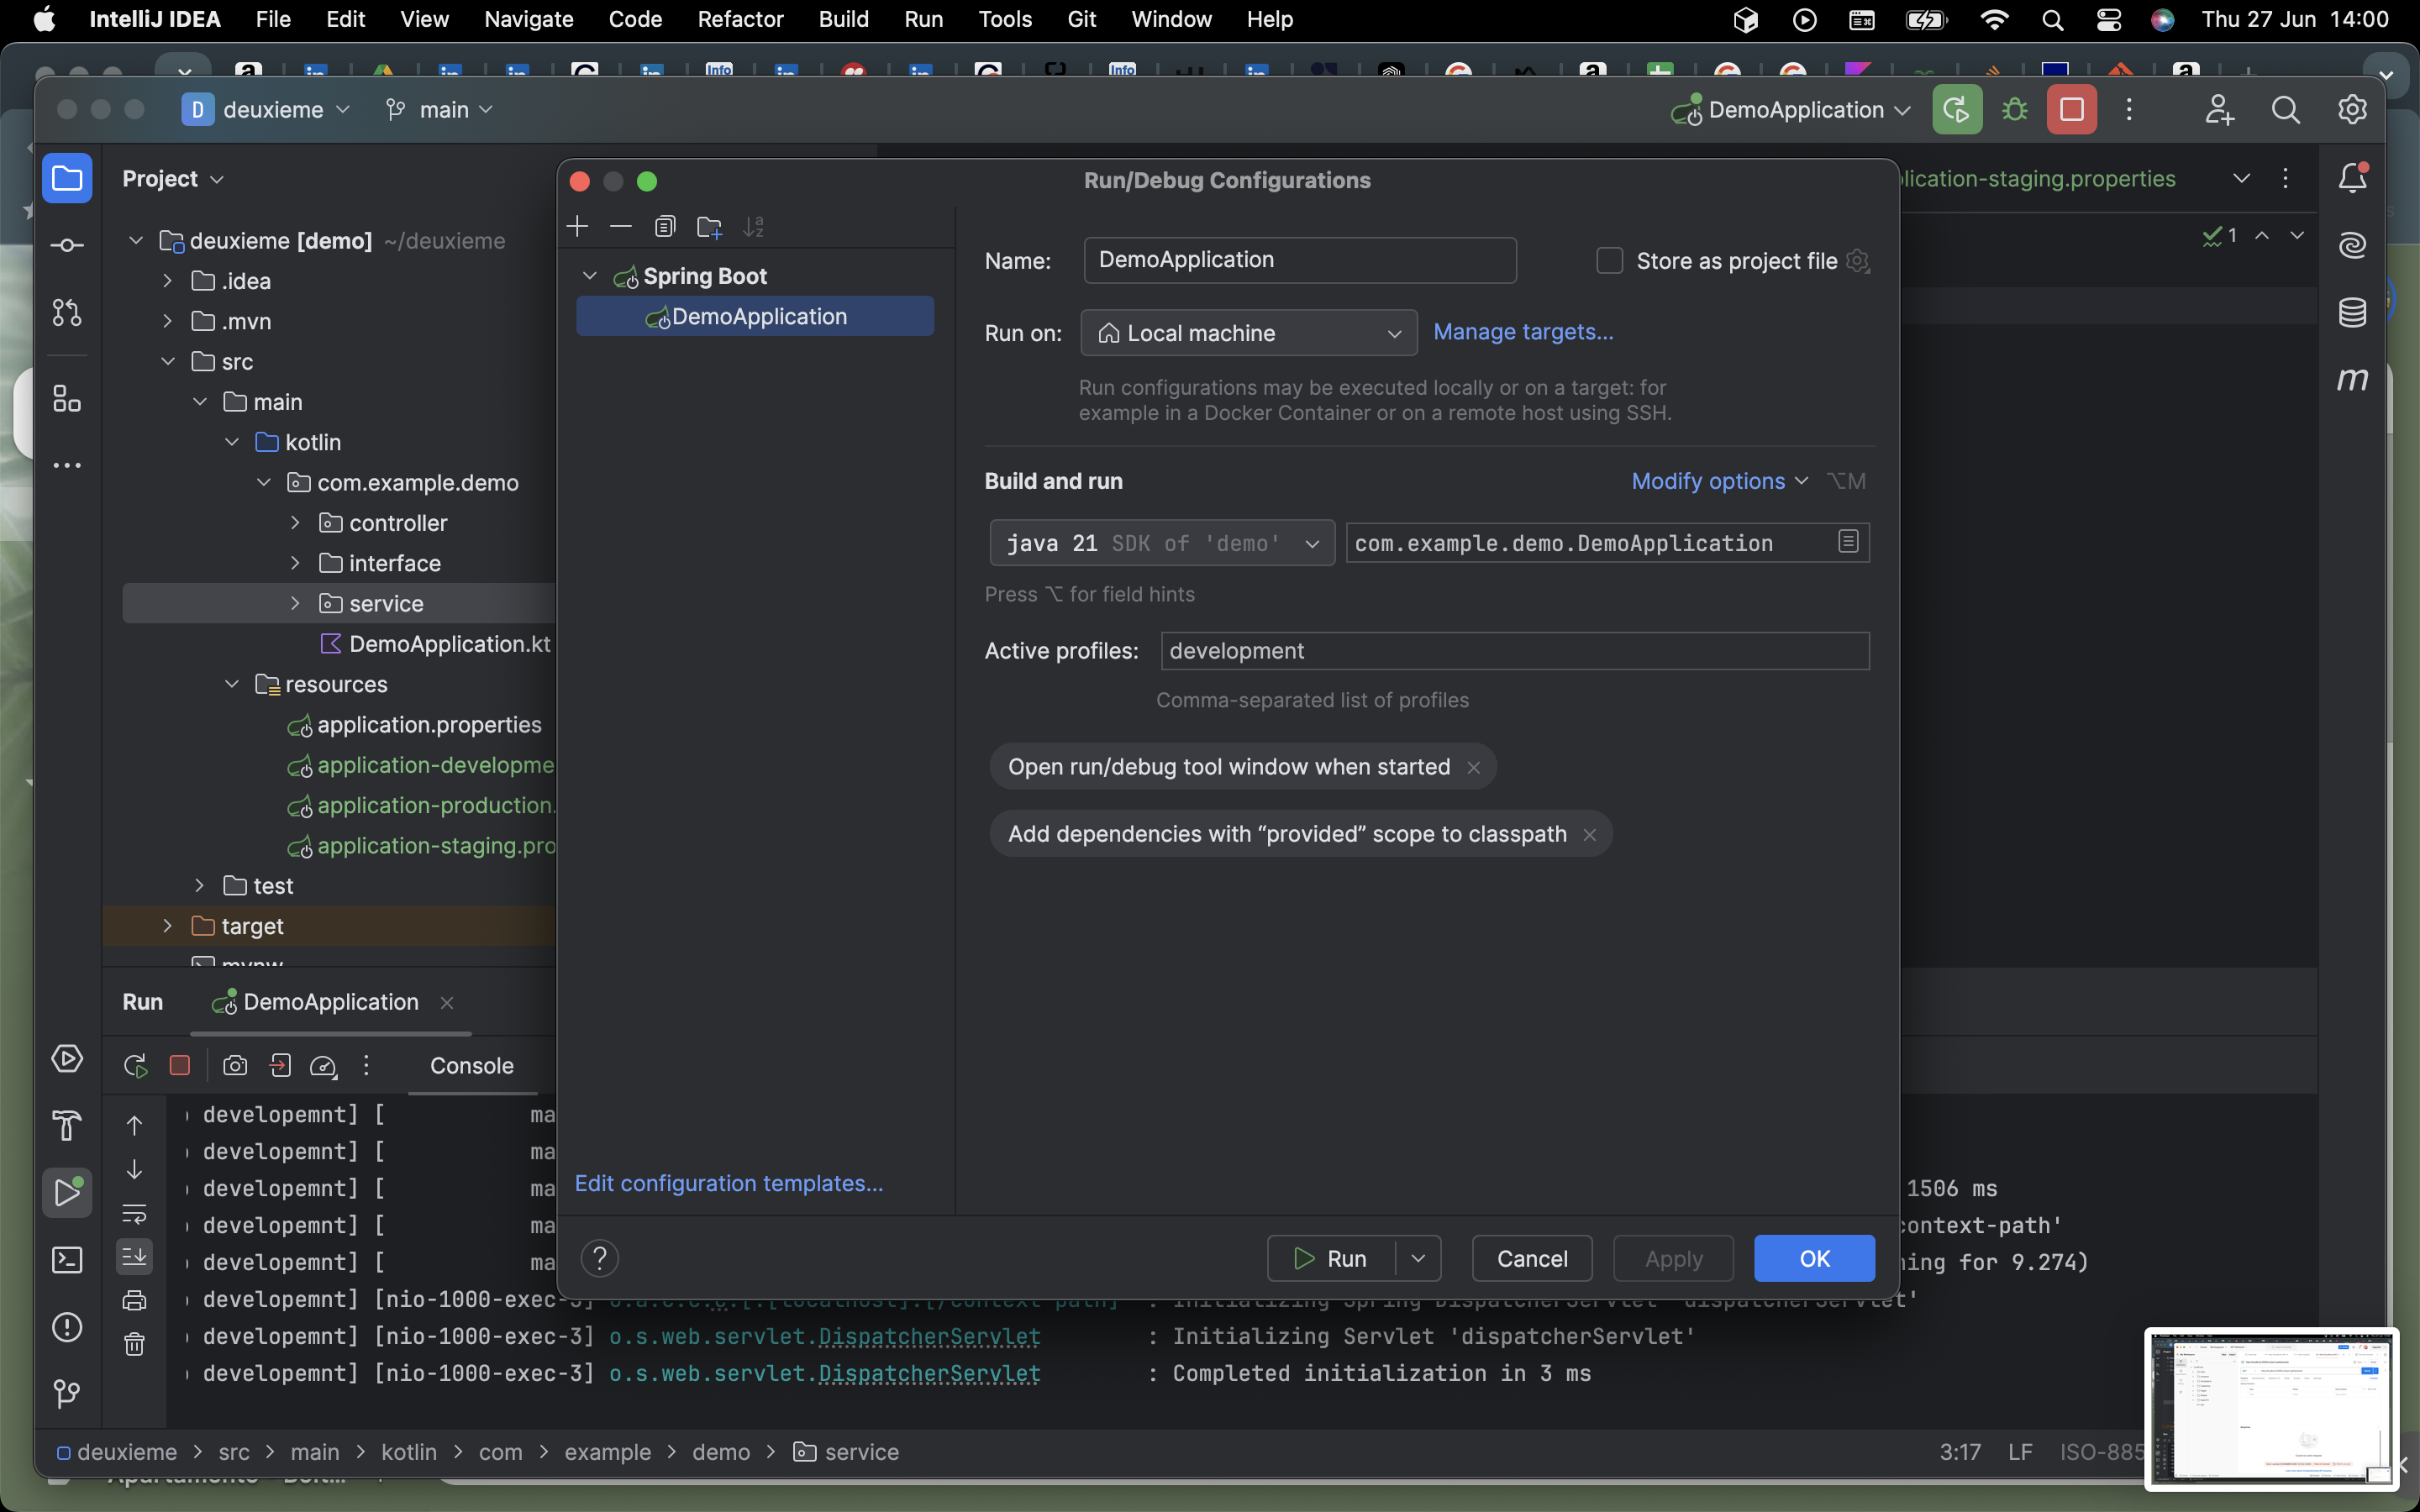 IntelliJ IDEA File Edit View Navigate Code Refactor Build Run Tools Git Window Help Thu 27 Jun 14:00
D deuxieme main DemoApplication
Project
lication-staging.properties
1
deuxieme [demo] ~/deuxieme
.idea
.mvn
src
main
kotlin
com.example.demo
controller
interface
service
DemoApplication.kt
resources
application.properties
application-developme
application-production.
application-staging.pro
test
target
mvnw
m
Run/Debug Configurations
Spring Boot
DemoApplication
Edit configuration templates...
Name: DemoApplication Store as project file
Run on: Local machine Manage targets...
Run configurations may be executed locally or on a target: for
example in a Docker Container or on a remote host using SSH.
Build and run Modify options ⌥M
java 21 SDK of 'demo' com.example.demo.DemoApplication
Press ⌥ for field hints
Active profiles: development
Comma-separated list of profiles
Open run/debug tool window when started ×
Add dependencies with “provided” scope to classpath ×
? Run Cancel Apply OK
Run DemoApplication ×
Console
developemnt] [ ma
developemnt] [ ma
developemnt] [ ma 1506 ms
developemnt] [ ma context-path'
developemnt] [ ma ning for 9.274)
developemnt] [nio-1000-exec-3] o.a.c.c.C.[.[localhost].[/context-path] : Initializing Spring DispatcherServlet 'dispatcherServlet'
developemnt] [nio-1000-exec-3] o.s.web.servlet.DispatcherServlet : Initializing Servlet 'dispatcherServlet'
developemnt] [nio-1000-exec-3] o.s.web.servlet.DispatcherServlet : Completed initialization in 3 ms
deuxieme > src > main > kotlin > com > example > demo > service 3:17 LF ISO-885